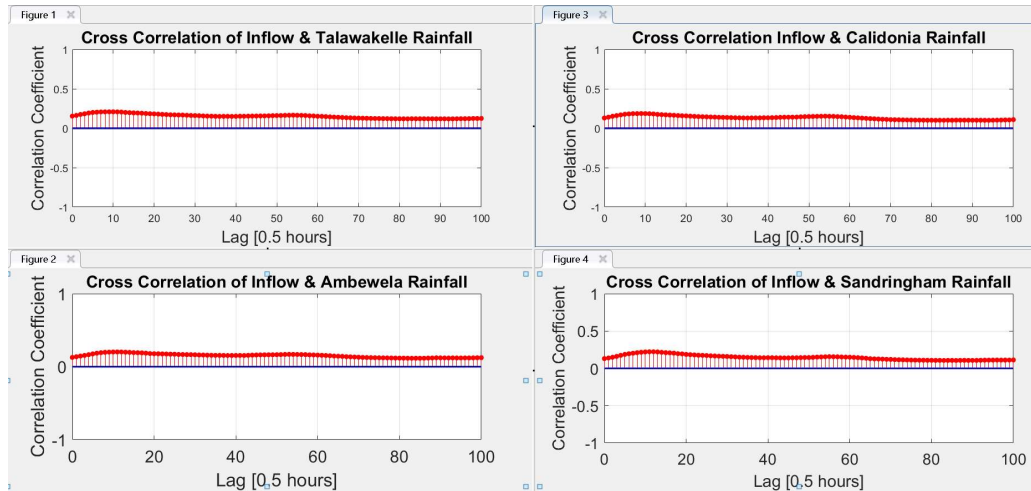 Figure 1
Cross Correlation of Inflow & Talawakelle Rainfall
Correlation Coefficient
1
0.5
0
-0.5
-1
0 10 20 30 40 50 60 70 80 90 100
Lag [0.5 hours]
Figure 3
Cross Correlation Inflow & Calidonia Rainfall
Correlation Coefficient
1
0.5
0
-0.5
-1
0 10 20 30 40 50 60 70 80 90 100
Lag [0.5 hours]
Figure 2
Cross Correlation of Inflow & Ambewela Rainfall
Correlation Coefficient
1
0
-1
0 20 40 60 80 100
Lag [0.5 hours]
Figure 4
Cross Correlation of Inflow & Sandringham Rainfall
Correlation Coefficient
1
0.5
0
-0.5
-1
0 20 40 60 80 100
Lag [0.5 hours]